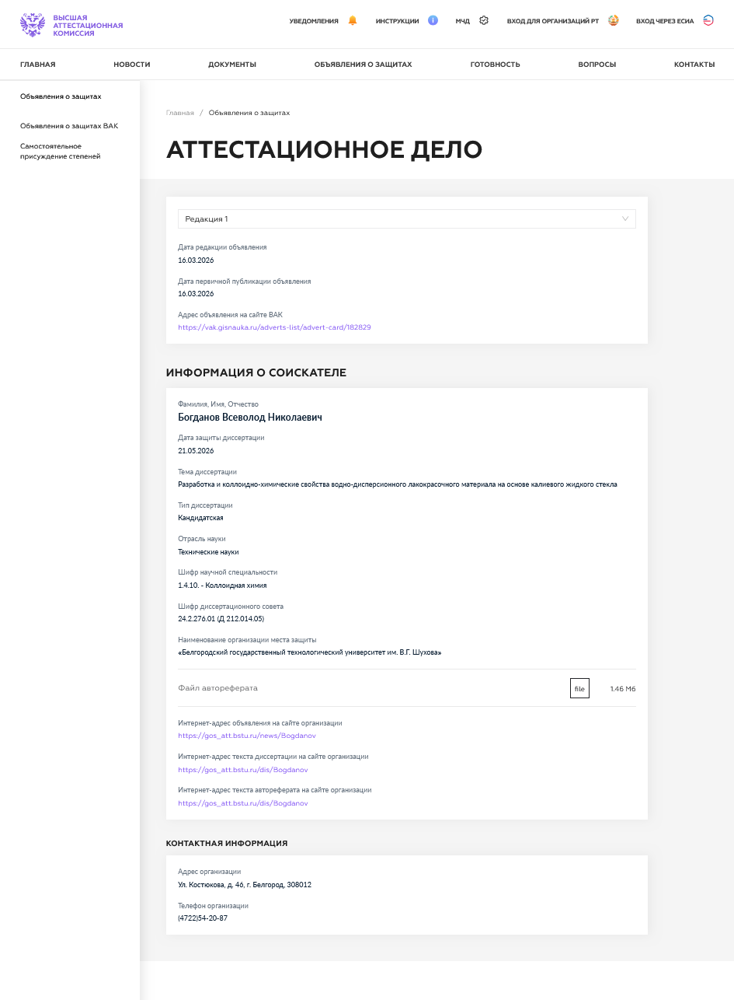 ВЫСШАЯ
АТТЕСТАЦИОННАЯ
КОМИССИЯ
УВЕДОМЛЕНИЯ
ИНСТРУКЦИИ
МЧД
ВХОД ДЛЯ ОРГАНИЗАЦИЙ РТ
ВХОД ЧЕРЕЗ ЕСИА
ГЛАВНАЯ
НОВОСТИ
ДОКУМЕНТЫ
ОБЪЯВЛЕНИЯ О ЗАЩИТАХ
ГОТОВНОСТЬ
ВОПРОСЫ
КОНТАКТЫ
Объявления о защитах
Объявления о защитах ВАК
Самостоятельное
присуждение степеней
Главная / Объявления о защитах
АТТЕСТАЦИОННОЕ ДЕЛО
Редакция 1
Дата редакции объявления
16.03.2026
Дата первичной публикации объявления
16.03.2026
Адрес объявления на сайте ВАК
https://vak.gisnauka.ru/adverts-list/advert-card/182829
ИНФОРМАЦИЯ О СОИСКАТЕЛЕ
Фамилия, Имя, Отчество
Богданов Всеволод Николаевич
Дата защиты диссертации
21.05.2026
Тема диссертации
Разработка и коллоидно-химические свойства водно-дисперсионного лакокрасочного материала на основе калиевого жидкого стекла
Тип диссертации
Кандидатская
Отрасль науки
Технические науки
Шифр научной специальности
1.4.10. - Коллоидная химия
Шифр диссертационного совета
24.2.276.01 (Д 212.014.05)
Наименование организации места защиты
«Белгородский государственный технологический университет им. В.Г. Шухова»
Файл автореферата
file
1.46 Мб
Интернет-адрес объявления на сайте организации
https://gos_att.bstu.ru/news/Bogdanov
Интернет-адрес текста диссертации на сайте организации
https://gos_att.bstu.ru/dis/Bogdanov
Интернет-адрес текста автореферата на сайте организации
https://gos_att.bstu.ru/dis/Bogdanov
КОНТАКТНАЯ ИНФОРМАЦИЯ
Адрес организации
Ул. Костюкова, д. 46, г. Белгород, 308012
Телефон организации
(4722)54-20-87